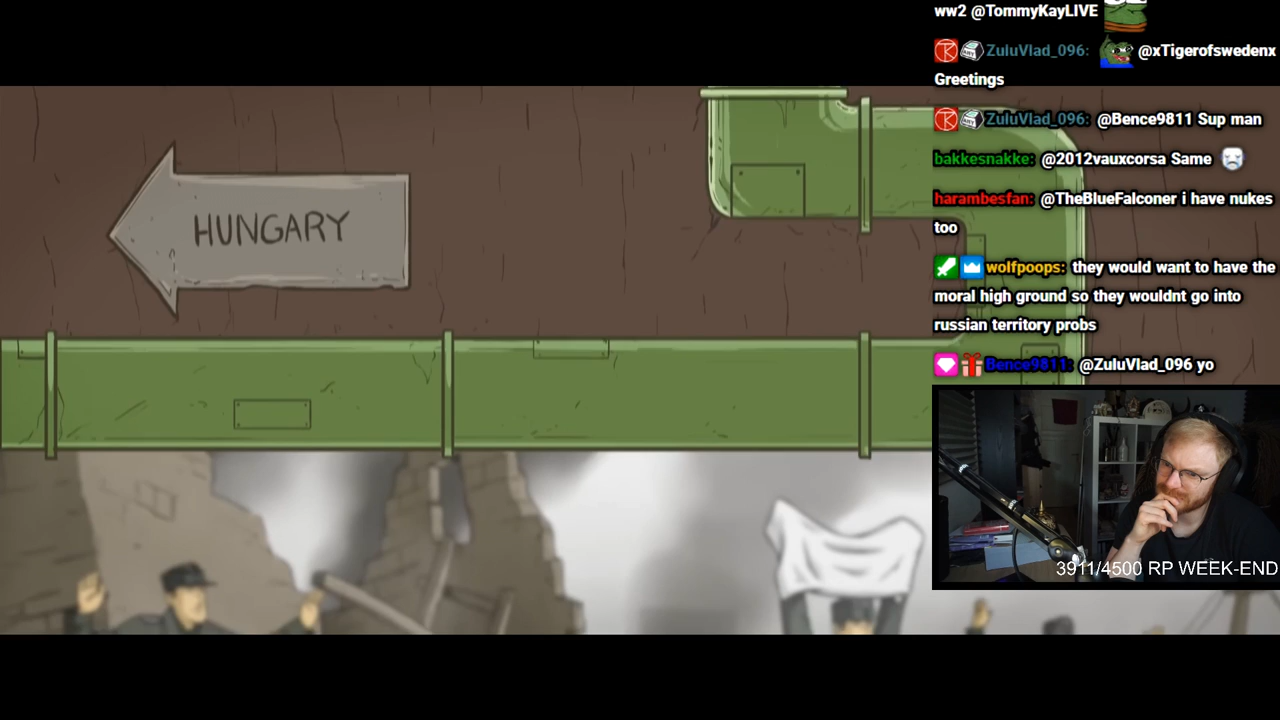 ww2 @TommyKayLIVE
ZuluVlad_096: @xTigerofswedenx
Greetings
ZuluVlad_096: @Bence9811 Sup man
bakkesnakke: @2012vauxcorsa Same
harambesfan: @TheBlueFalconer i have nukes
too
wolfpoops: they would want to have the
moral high ground so they wouldnt go into
russian territory probs
Bence9811: @ZuluVlad_096 yo
HUNGARY
3911/4500 RP WEEK-END